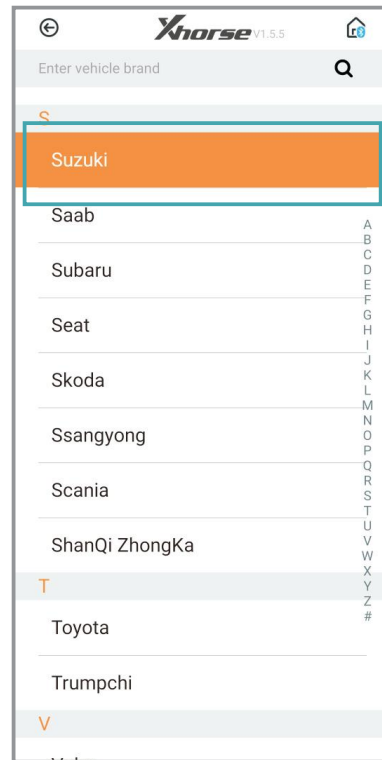 Xhorse V1.5.5
Enter vehicle brand
S
Suzuki
Saab
Subaru
Seat
Skoda
Ssangyong
Scania
ShanQi ZhongKa
T
Toyota
Trumpchi
V
A
B
C
D
E
F
G
H
I
J
K
L
M
N
O
P
Q
R
S
T
U
V
W
X
Y
Z
#